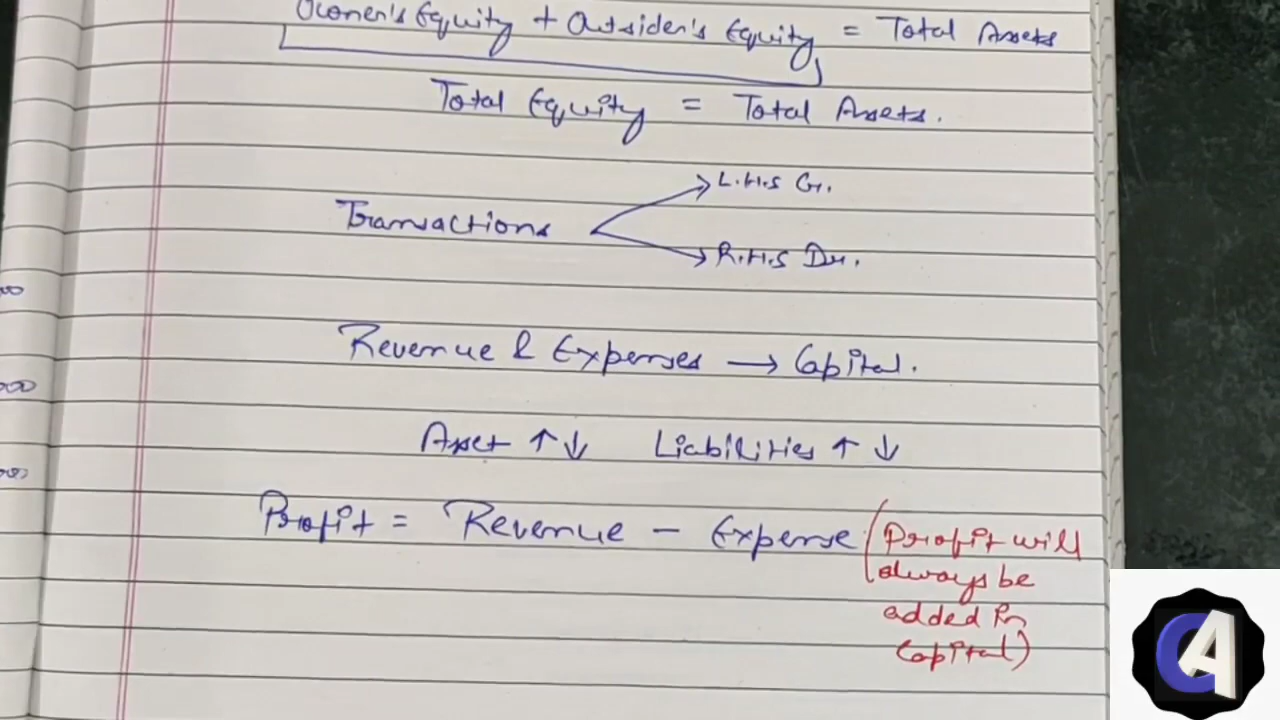 Owner's Equity + Outsider's Equity = Total Assets
Total Equity = Total Assets.
Transactions
L.H.S Cr.
R.H.S Dr.
Revenue & Expenses → Capital.
Asset ↑ ↓ Liabilities ↑ ↓
Profit = Revenue - Expense (Profit will
always be
added in
Capital)
CA